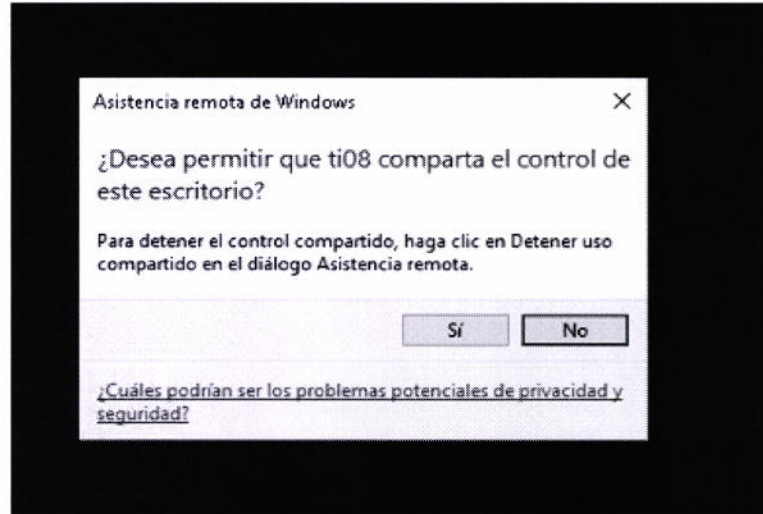 Asistencia remota de Windows
¿Desea permitir que ti08 comparta el control de
este escritorio?
Para detener el control compartido, haga clic en Detener uso
compartido en el diálogo Asistencia remota.
Sí
No
¿Cuáles podrían ser los problemas potenciales de privacidad y
seguridad?